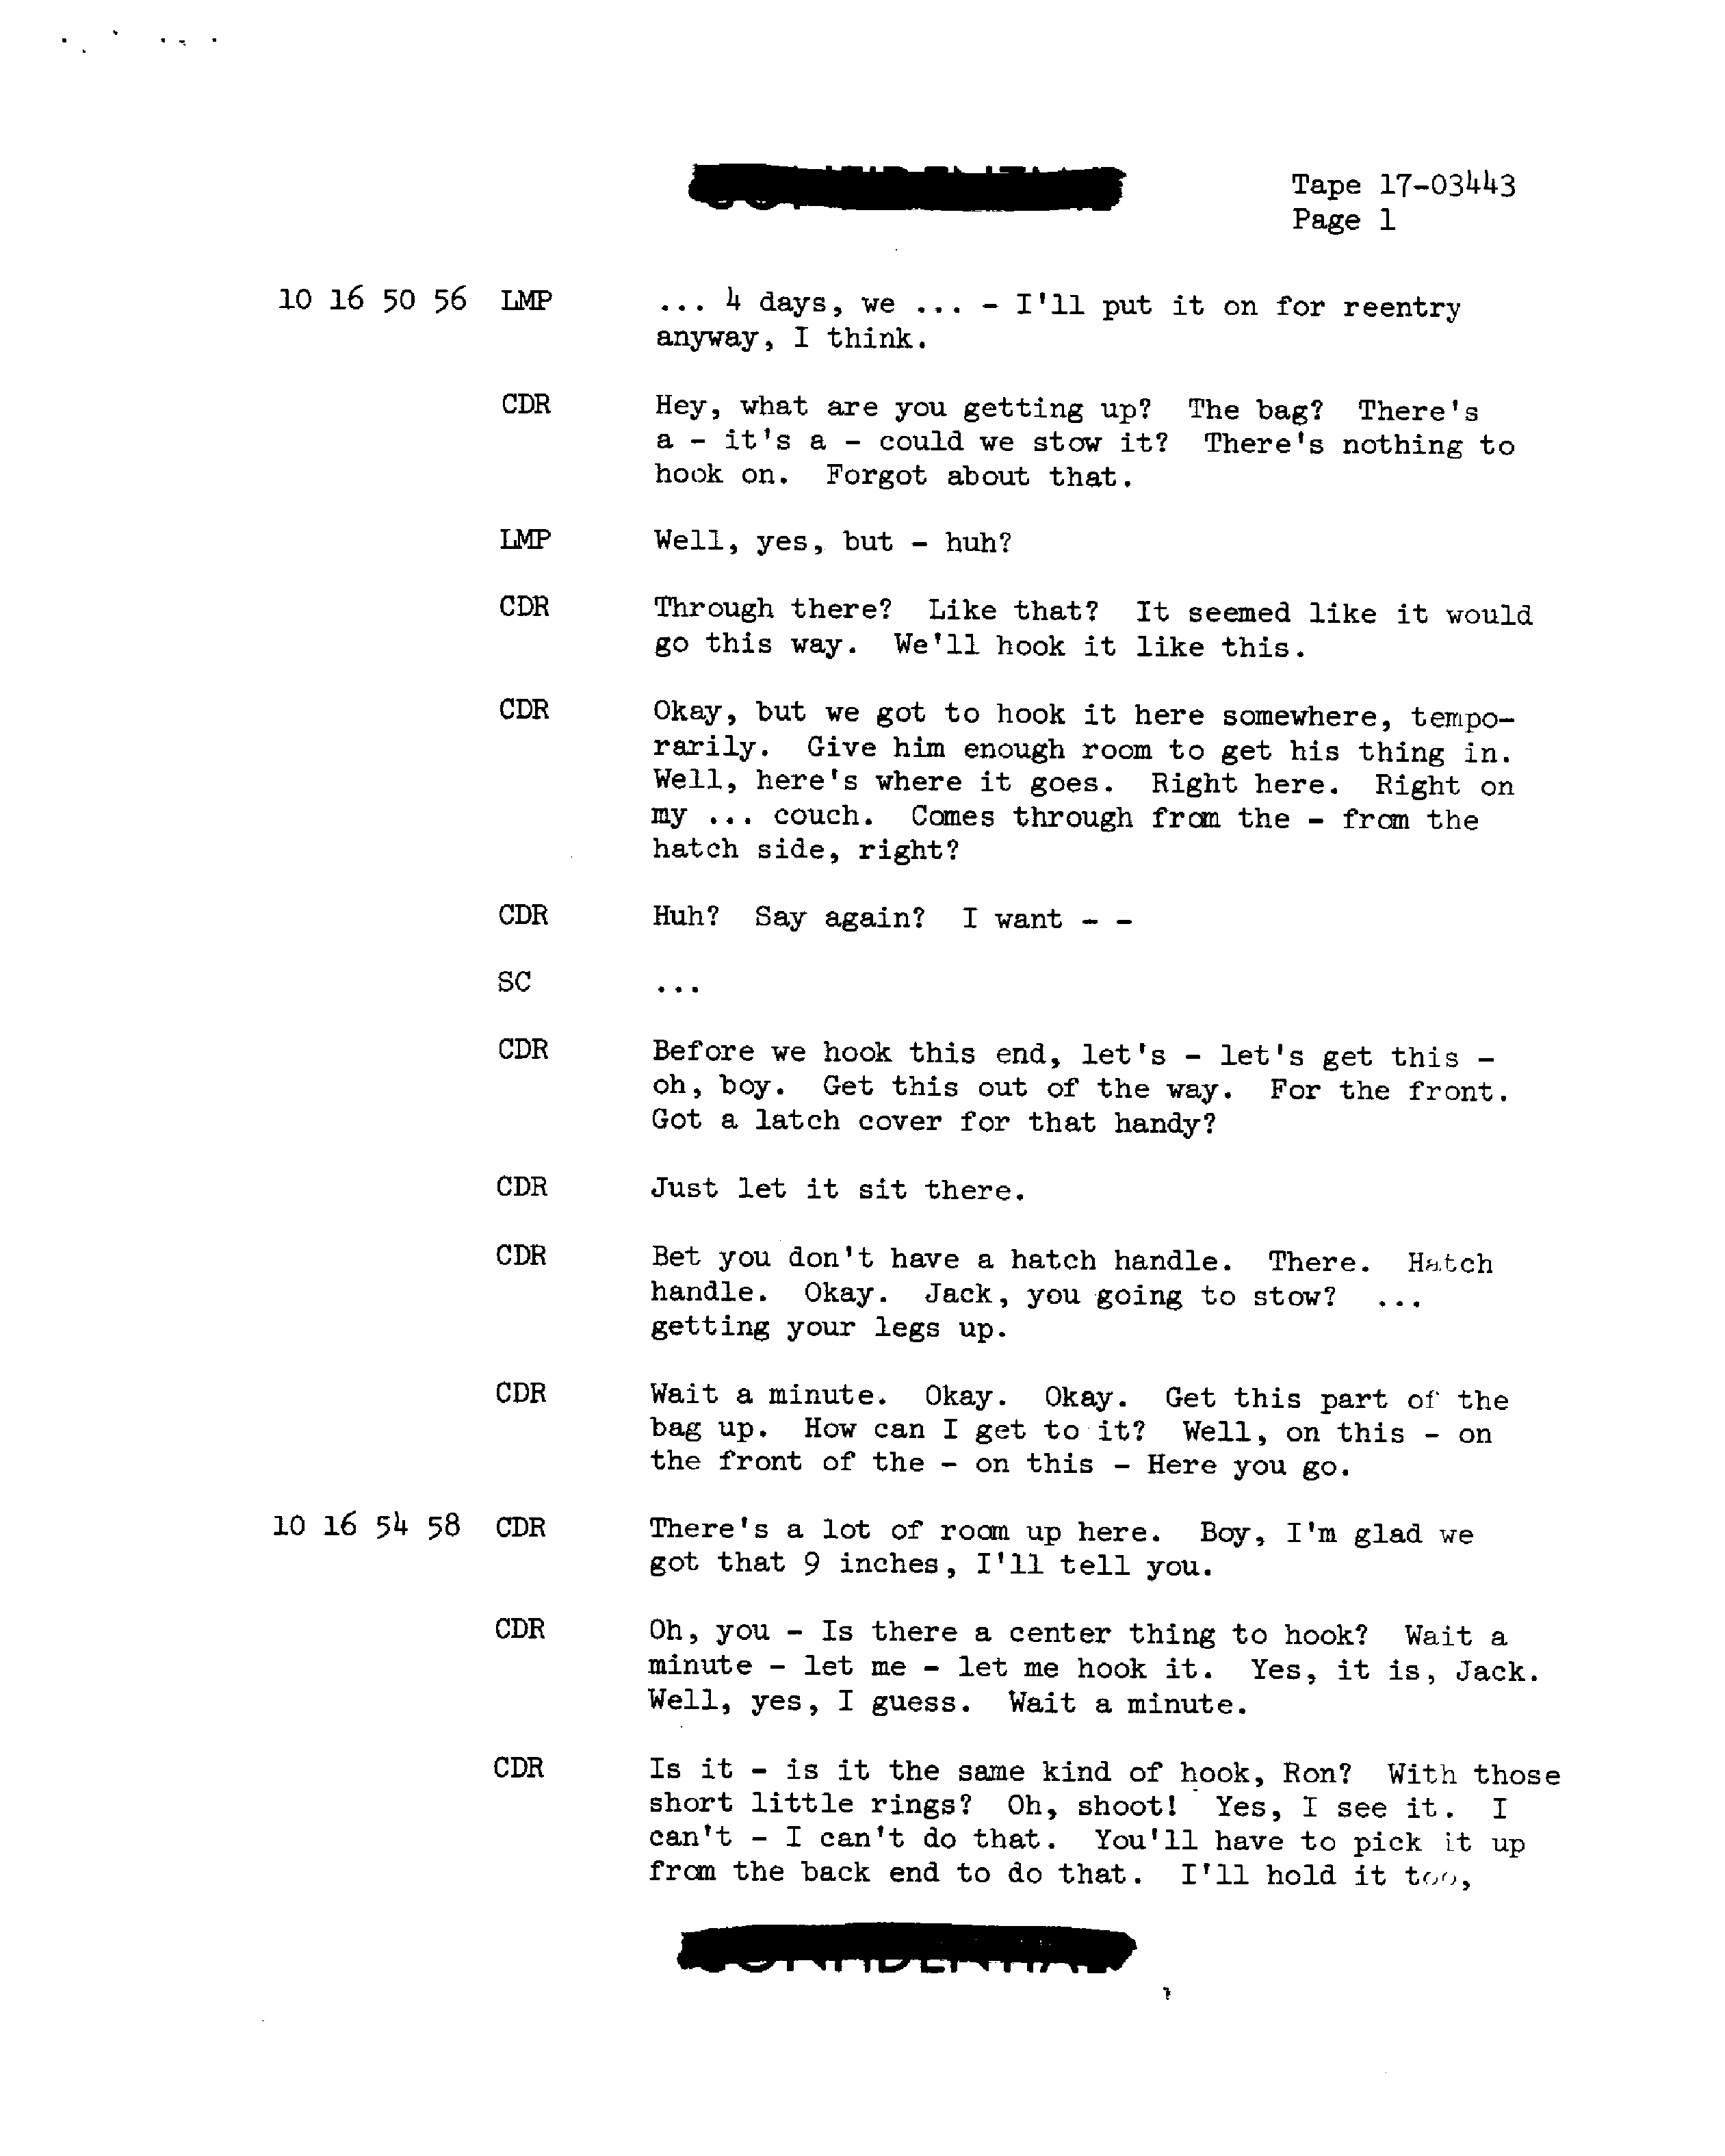 Tape 17-03443
Page 1
10 16 50 56 LMP ... 4 days, we ... - I'll put it on for reentry
anyway, I think.
CDR Hey, what are you getting up? The bag? There's
a - it's a - could we stow it? There's nothing to
hook on. Forgot about that.
LMP Well, yes, but - huh?
CDR Through there? Like that? It seemed like it would
go this way. We'll hook it like this.
CDR Okay, but we got to hook it here somewhere, tempo-
rarily. Give him enough room to get his thing in.
Well, here's where it goes. Right here. Right on
my ... couch. Comes through from the - from the
hatch side, right?
CDR Huh? Say again? I want - -
SC ...
CDR Before we hook this end, let's - let's get this -
oh, boy. Get this out of the way. For the front.
Got a latch cover for that handy?
CDR Just let it sit there.
CDR Bet you don't have a hatch handle. There. Hatch
handle. Okay. Jack, you going to stow? ...
getting your legs up.
CDR Wait a minute. Okay. Okay. Get this part of the
bag up. How can I get to it? Well, on this - on
the front of the - on this - Here you go.
10 16 54 58 CDR There's a lot of room up here. Boy, I'm glad we
got that 9 inches, I'll tell you.
CDR Oh, you - Is there a center thing to hook? Wait a
minute - let me - let me hook it. Yes, it is, Jack.
Well, yes, I guess. Wait a minute.
CDR Is it - is it the same kind of hook, Ron? With those
short little rings? Oh, shoot! Yes, I see it. I
can't - I can't do that. You'll have to pick it up
from the back end to do that. I'll hold it too,